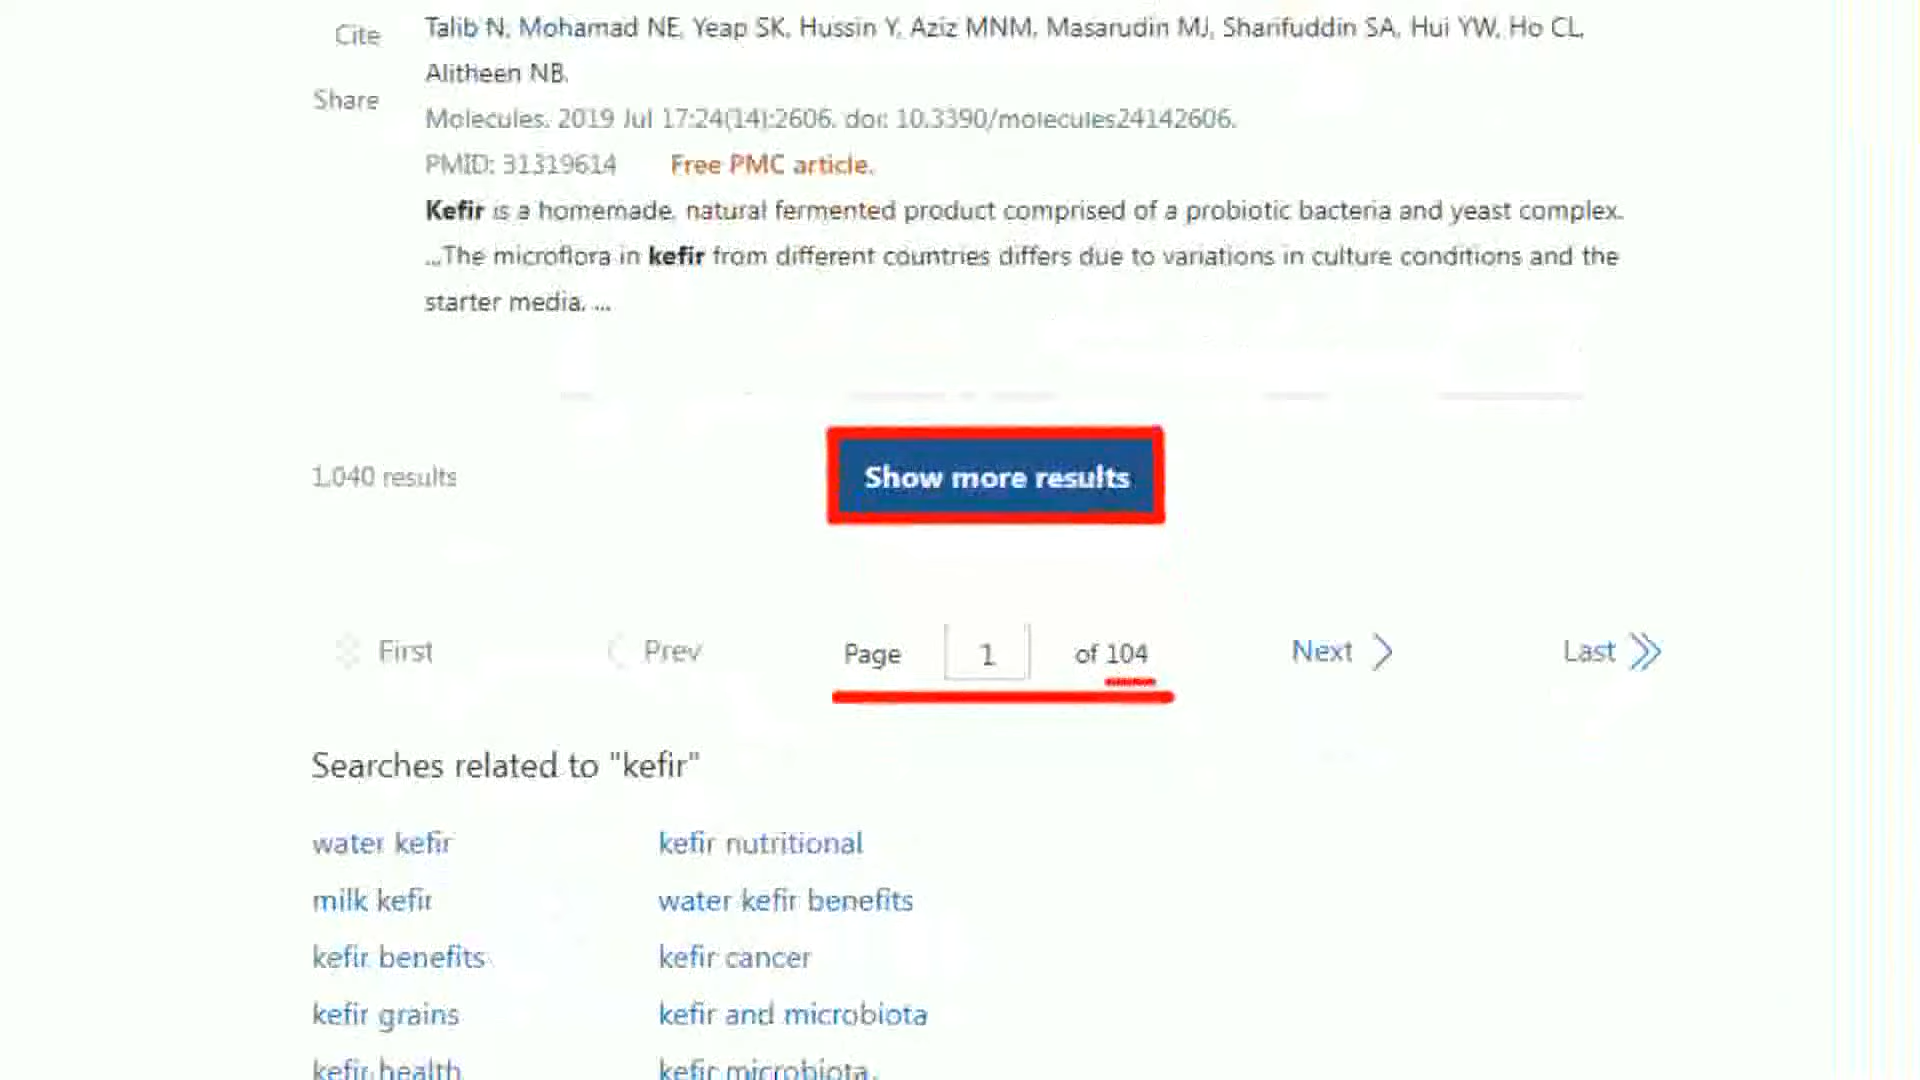 Cite
Talib N, Mohamad NE, Yeap SK, Hussin Y, Aziz MNM, Masarudin MJ, Sharifuddin SA, Hui YW, Ho CL,
Alitheen NB.
Share
Molecules. 2019 Jul 17;24(14):2606. doi: 10.3390/molecules24142606.
PMID: 31319614 Free PMC article.
Kefir is a homemade, natural fermented product comprised of a probiotic bacteria and yeast complex.
...The microflora in kefir from different countries differs due to variations in culture conditions and the
starter media. ...
1,040 results
Show more results
First Prev Page 1 of 104 Next Last
Searches related to "kefir"
water kefir kefir nutritional
milk kefir water kefir benefits
kefir benefits kefir cancer
kefir grains kefir and microbiota
kefir health kefir microbiota